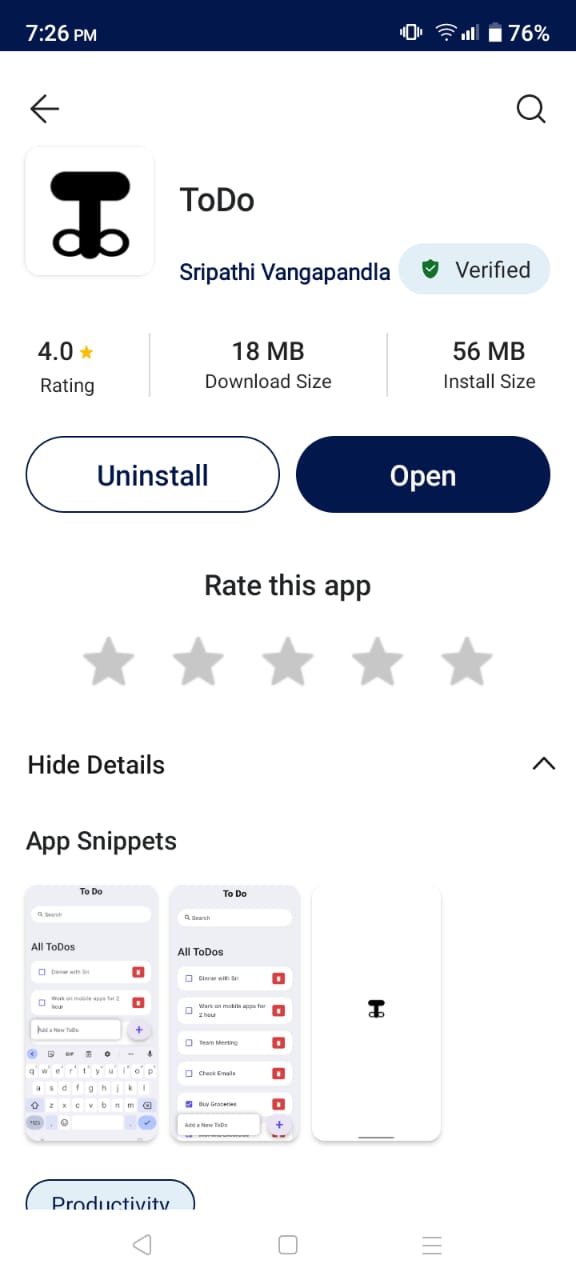 7:26 PM
76%
ToDo
Sripathi Vangapandla
Verified
4.0
18 MB
56 MB
Rating
Download Size
Install Size
Uninstall
Open
Rate this app
Hide Details
App Snippets
To Do
Search
All ToDos
Dinner with Sri
Work on mobile apps for 2
hour
Add a New ToDo
+
GIF
q w e r t y u i o p
a s d f g h j k l
z x c v b n m
?123 , .
To Do
Search
All ToDos
Dinner with Sri
Work on mobile apps for
2 hour
Team Meeting
Check Emails
Buy Groceries
Add a New ToDo
+
Productivity